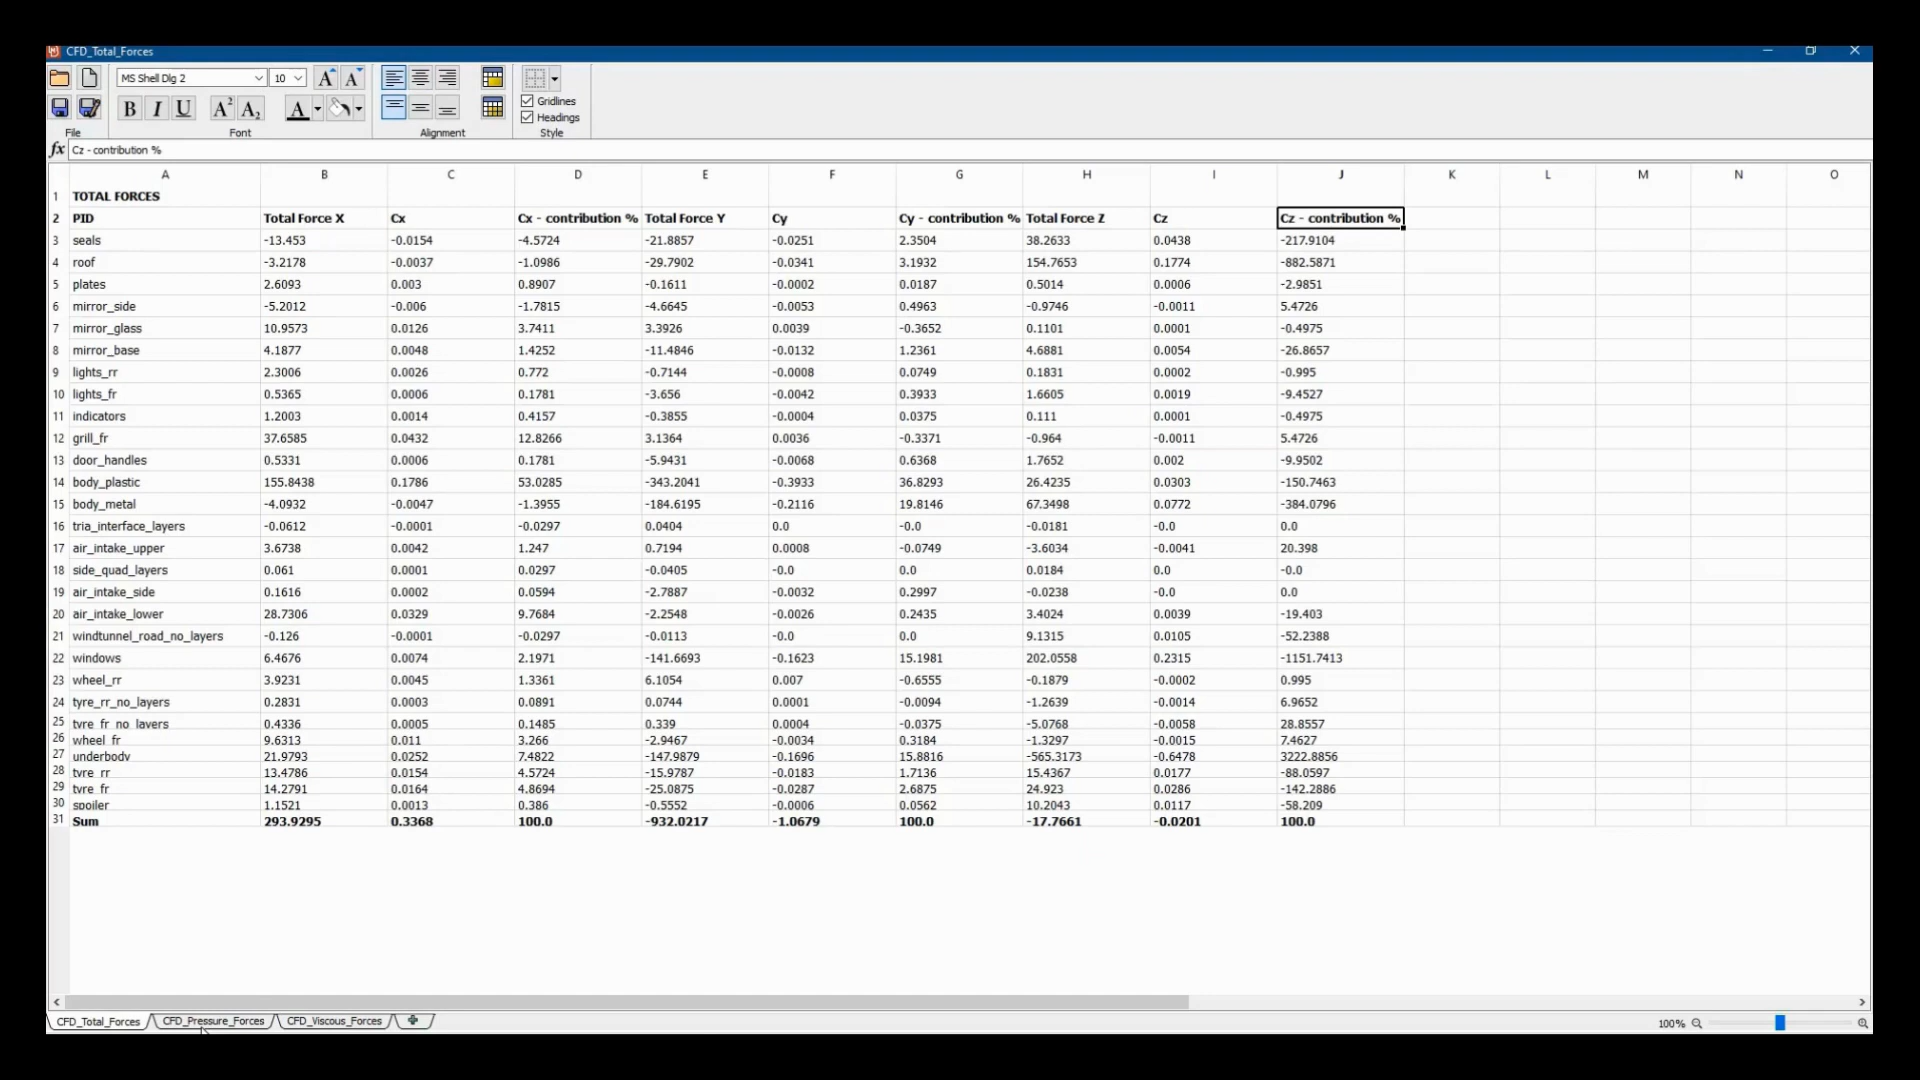 CFD_Total_Forces
MS Shell Dlg 2 10 A A
B I U A2 A2 A
Gridlines
Headings
File Font Alignment Style
fx Cz - contribution %
A B C D E F G H I J K L M N O
1 TOTAL FORCES
2 PID Total Force X Cx Cx - contribution % Total Force Y Cy Cy - contribution % Total Force Z Cz Cz - contribution %
3 seals -13.453 -0.0154 -4.5724 -21.8857 -0.0251 2.3504 38.2633 0.0438 -217.9104
4 roof -3.2178 -0.0037 -1.0986 -29.7902 -0.0341 3.1932 154.7653 0.1774 -882.5871
5 plates 2.6093 0.003 0.8907 -0.1611 -0.0002 0.0187 0.5014 0.0006 -2.9851
6 mirror_side -5.2012 -0.006 -1.7815 -4.6645 -0.0053 0.4963 -0.9746 -0.0011 5.4726
7 mirror_glass 10.9573 0.0126 3.7411 3.3926 0.0039 -0.3652 0.1101 0.0001 -0.4975
8 mirror_base 4.1877 0.0048 1.4252 -11.4846 -0.0132 1.2361 4.6881 0.0054 -26.8657
9 lights_rr 2.3006 0.0026 0.772 -0.7144 -0.0008 0.0749 0.1831 0.0002 -0.995
10 lights_fr 0.5365 0.0006 0.1781 -3.656 -0.0042 0.3933 1.6605 0.0019 -9.4527
11 indicators 1.2003 0.0014 0.4157 -0.3855 -0.0004 0.0375 0.111 0.0001 -0.4975
12 grill_fr 37.6585 0.0432 12.8266 3.1364 0.0036 -0.3371 -0.964 -0.0011 5.4726
13 door_handles 0.5331 0.0006 0.1781 -5.9431 -0.0068 0.6368 1.7652 0.002 -9.9502
14 body_plastic 155.8438 0.1786 53.0285 -343.2041 -0.3933 36.8293 26.4235 0.0303 -150.7463
15 body_metal -4.0932 -0.0047 -1.3955 -184.6195 -0.2116 19.8146 67.3498 0.0772 -384.0796
16 tria_interface_layers -0.0612 -0.0001 -0.0297 0.0404 0.0 -0.0 -0.0181 -0.0 0.0
17 air_intake_upper 3.6738 0.0042 1.247 0.7194 0.0008 -0.0749 -3.6034 -0.0041 20.398
18 side_quad_layers 0.061 0.0001 0.0297 -0.0405 -0.0 0.0 0.0184 0.0 -0.0
19 air_intake_side 0.1616 0.0002 0.0594 -2.7887 -0.0032 0.2997 -0.0238 -0.0 0.0
20 air_intake_lower 28.7306 0.0329 9.7684 -2.2548 -0.0026 0.2435 3.4024 0.0039 -19.403
21 windtunnel_road_no_layers -0.126 -0.0001 -0.0297 -0.0113 -0.0 0.0 9.1315 0.0105 -52.2388
22 windows 6.4676 0.0074 2.1971 -141.6693 -0.1623 15.1981 202.0558 0.2315 -1151.7413
23 wheel_rr 3.9231 0.0045 1.3361 6.1054 0.007 -0.6555 -0.1879 -0.0002 0.995
24 tyre_rr_no_layers 0.2831 0.0003 0.0891 0.0744 0.0001 -0.0094 -1.2639 -0.0014 6.9652
25 tyre_fr_no_layers 0.4336 0.0005 0.1485 0.339 0.0004 -0.0375 -5.0768 -0.0058 28.8557
26 wheel_fr 9.6313 0.011 3.266 -2.9467 -0.0034 0.3184 -1.3297 -0.0015 7.4627
27 underbody 21.9793 0.0252 7.4822 -147.9879 -0.1696 15.8816 -565.3173 -0.6478 3222.8856
28 tyre_rr 13.4786 0.0154 4.5724 -15.9787 -0.0183 1.7136 15.4367 0.0177 -88.0597
29 tyre_fr 14.2791 0.0164 4.8694 -25.0875 -0.0287 2.6875 24.923 0.0286 -142.2886
30 spoiler 1.1521 0.0013 0.386 -0.5552 -0.0006 0.0562 10.2043 0.0117 -58.209
31 Sum 293.9295 0.3368 100.0 -932.0217 -1.0679 100.0 -17.7661 -0.0201 100.0
CFD_Total_Forces CFD_Pressure_Forces CFD_Viscous_Forces 100%